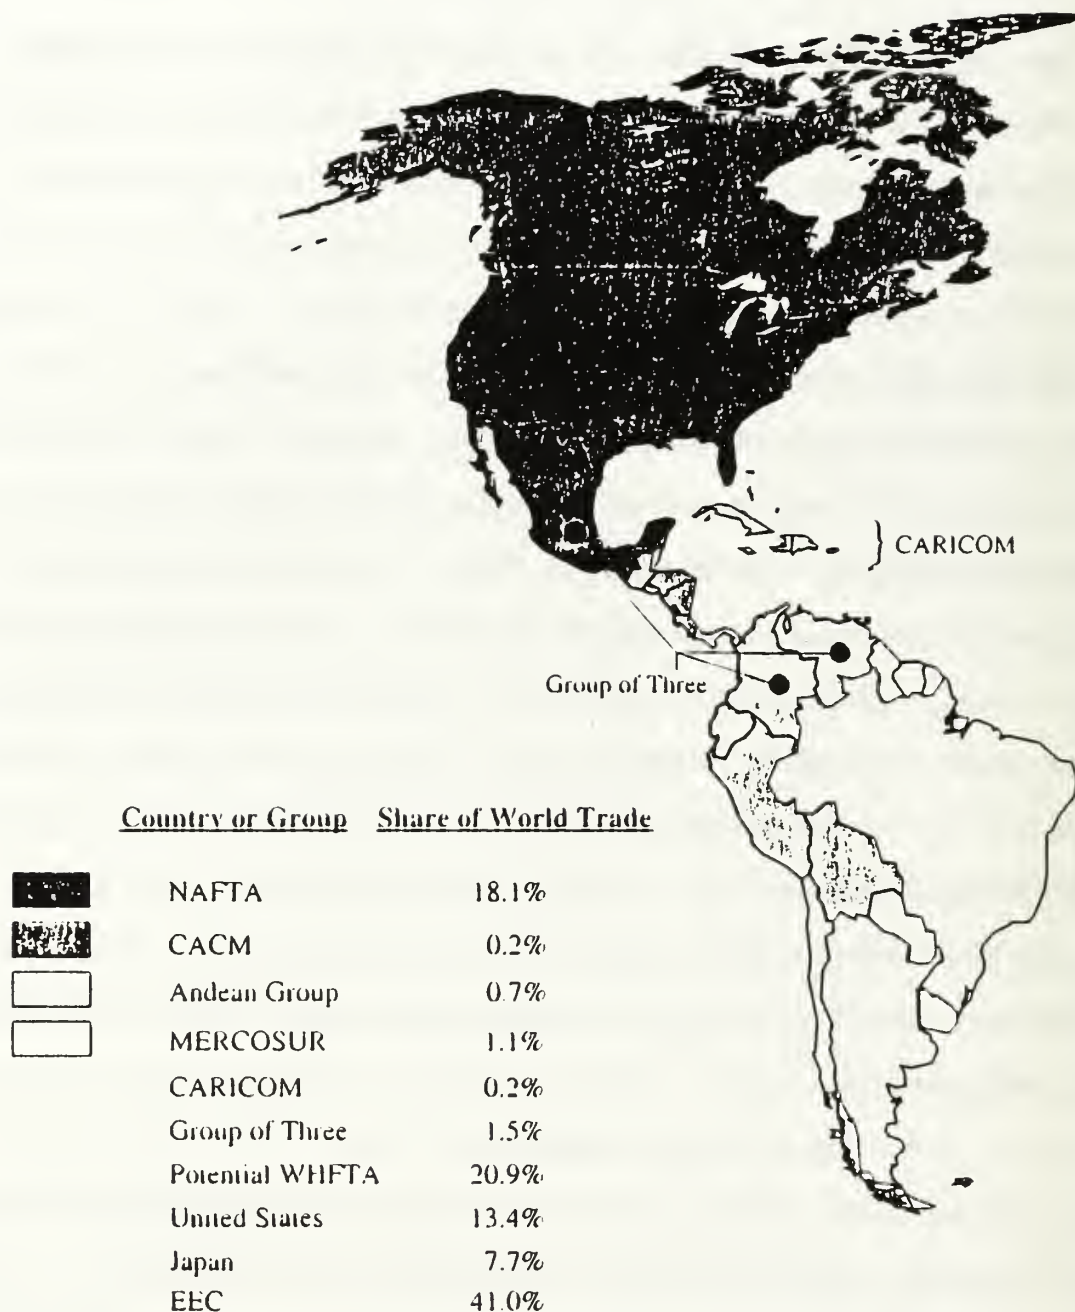 CARICOM
Group of Three
Country or Group Share of World Trade
NAFTA 18.1%
CACM 0.2%
Andean Group 0.7%
MERCOSUR 1.1%
CARICOM 0.2%
Group of Three 1.5%
Potential WHFTA 20.9%
United States 13.4%
Japan 7.7%
EEC 41.0%